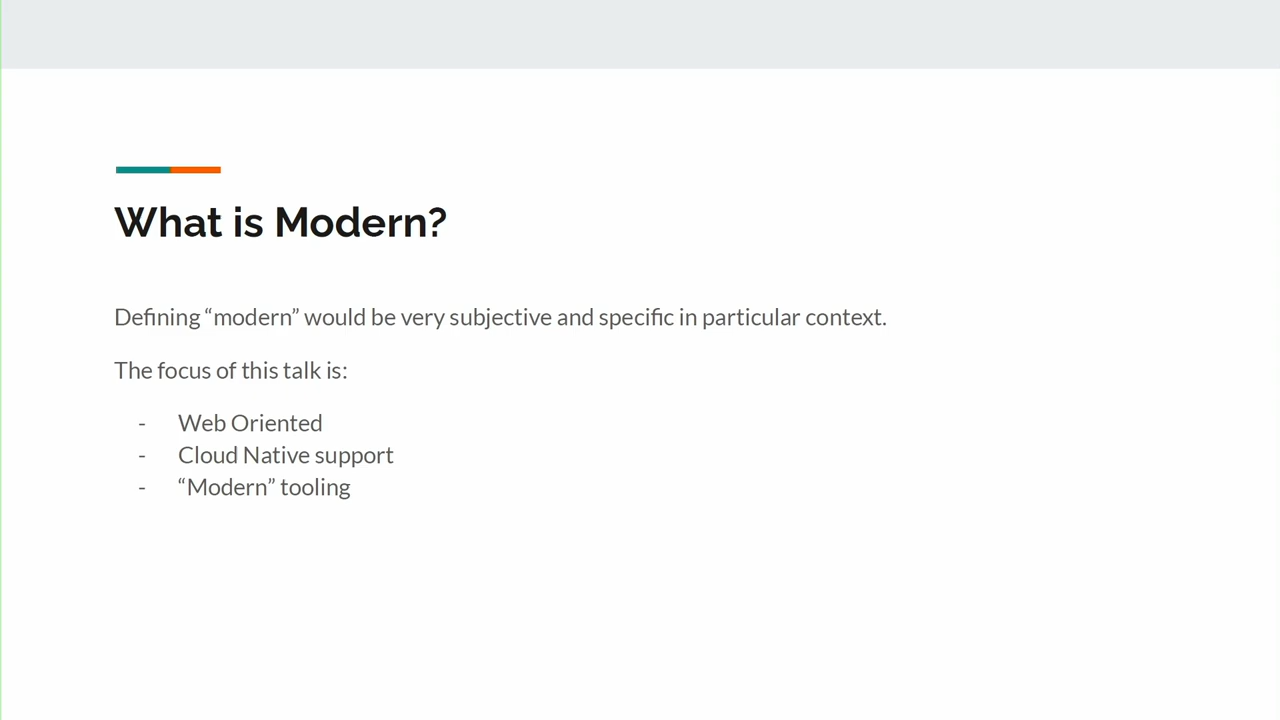 What is Modern?
Defining “modern” would be very subjective and specific in particular context.
The focus of this talk is:
- Web Oriented
- Cloud Native support
- “Modern” tooling